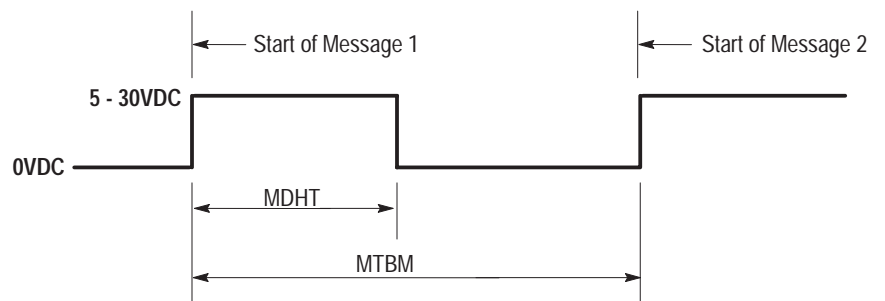 Start of Message 1
Start of Message 2
5 - 30VDC
0VDC
MDHT
MTBM